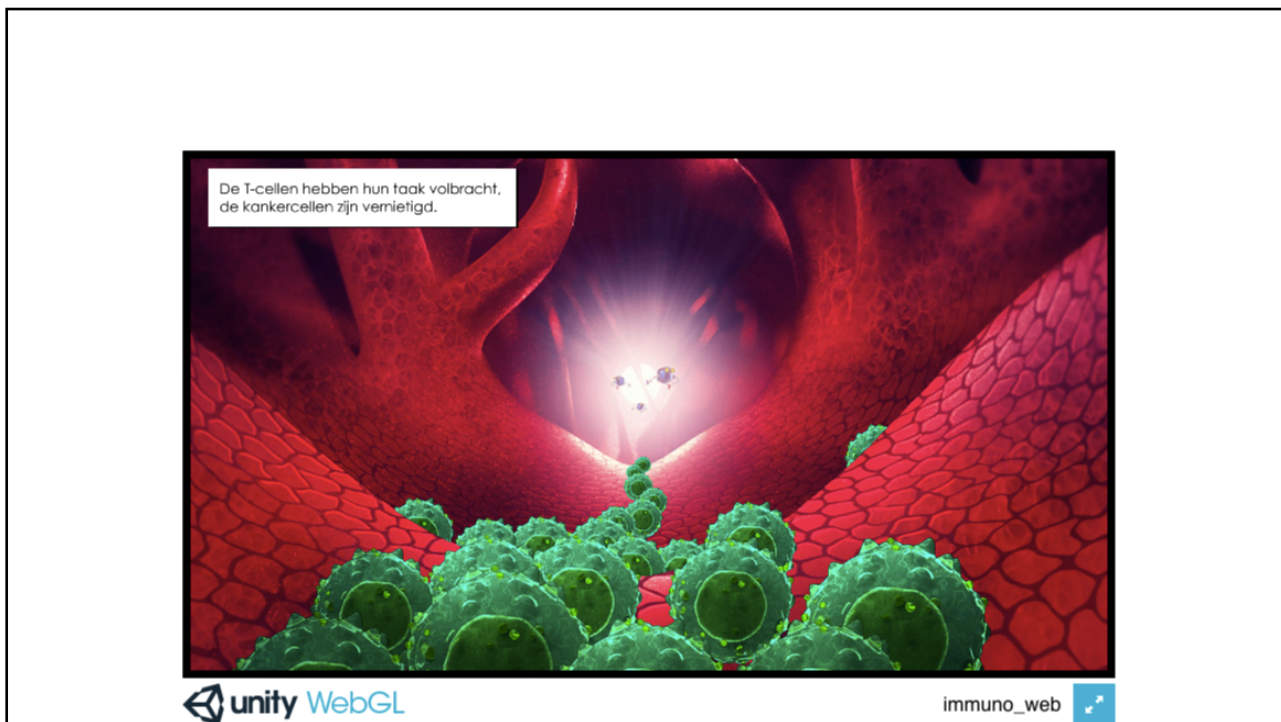 De T-cellen hebben hun taak volbracht,
de kankercellen zijn vernietigd.
unity WebGL
immuno_web